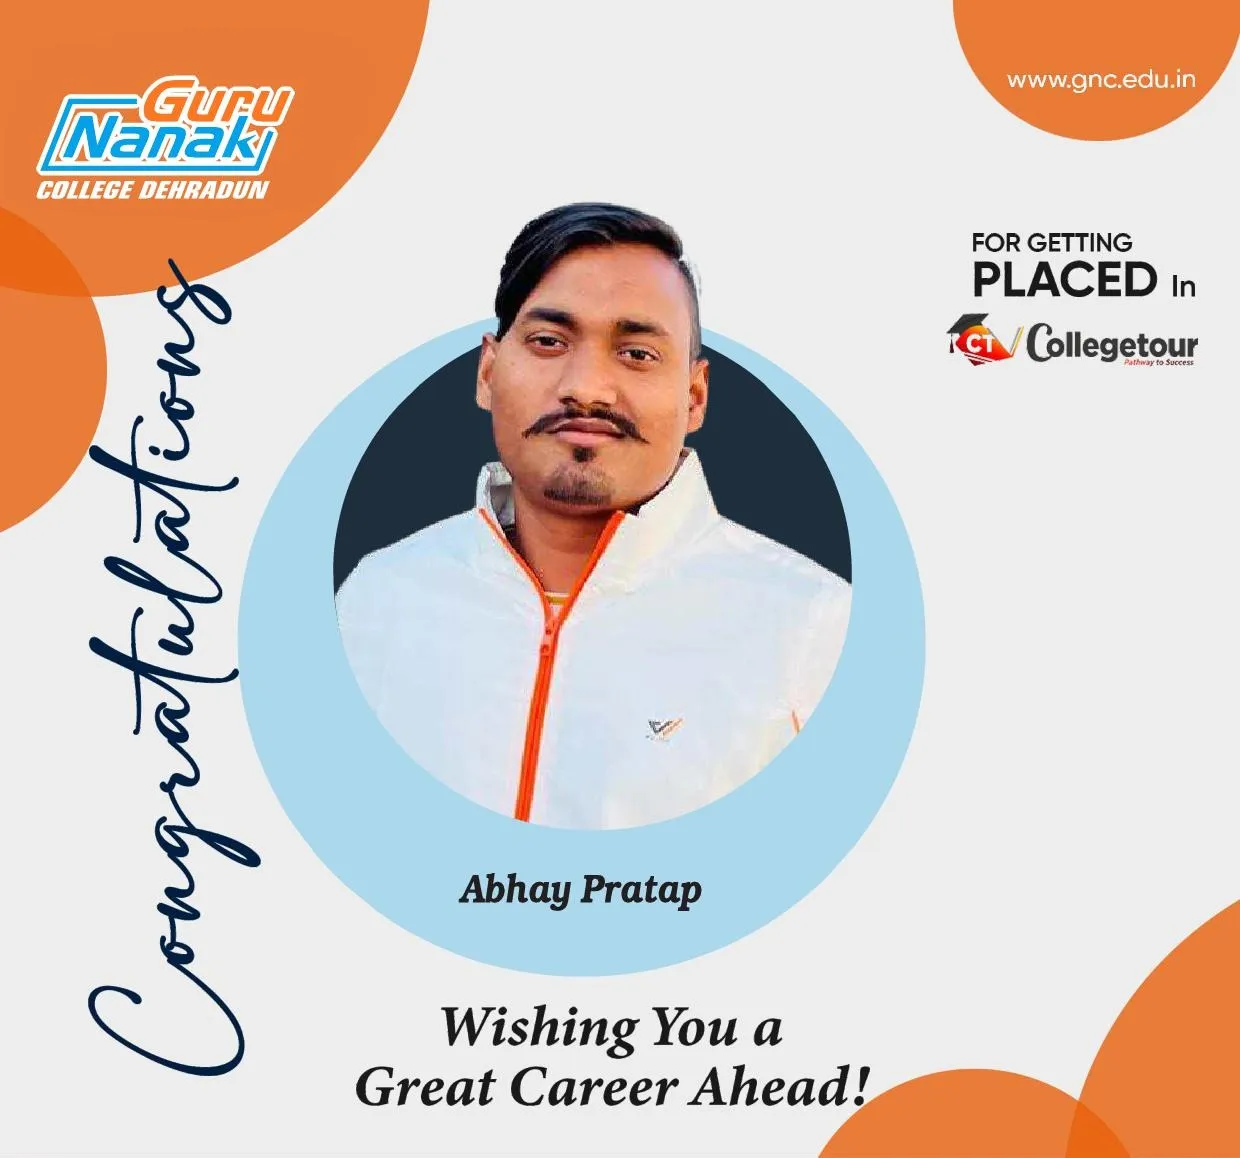 Guru
Nanak
COLLEGE DEHRADUN
www.gnc.edu.in
FOR GETTING
PLACED In
CT Collegetour
Pathway to Success
Congratulations
Abhay Pratap
Wishing You a
Great Career Ahead!